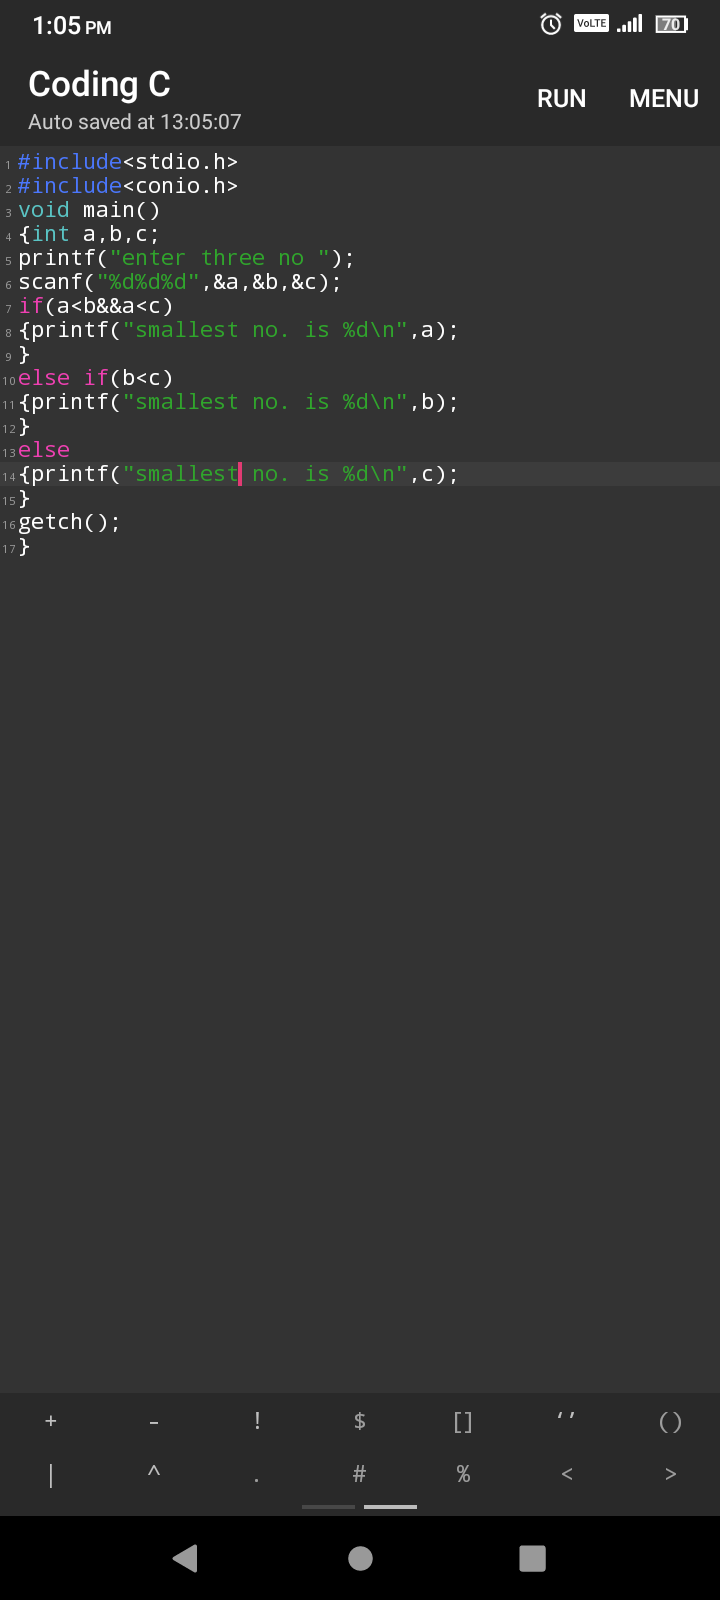 1:05 PM VoLTE 70
Coding C
RUN MENU
Auto saved at 13:05:07
1 #include<stdio.h>
2 #include<conio.h>
3 void main()
4 {int a,b,c;
5 printf("enter three no ");
6 scanf("%d%d%d",&a,&b,&c);
7 if(a<b&&a<c)
8 {printf("smallest no. is %d\n",a);
9 }
10 else if(b<c)
11 {printf("smallest no. is %d\n",b);
12 }
13 else
14 {printf("smallest no. is %d\n",c);
15 }
16 getch();
17 }
+ - ! $ [] ‘’ ()
| ^ . # % < >